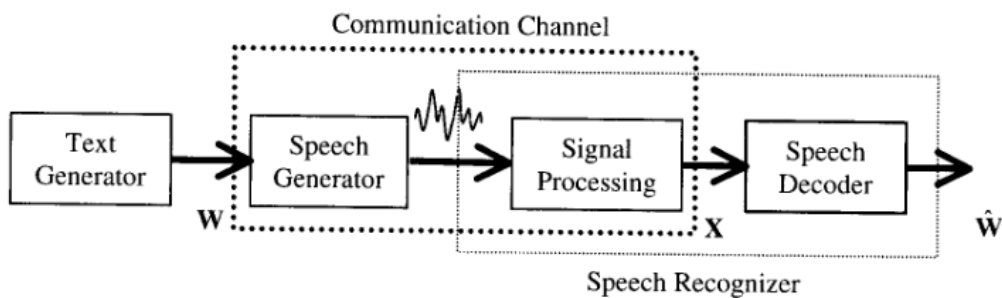 Communication Channel
Text
Generator
Speech
Generator
Signal
Processing
Speech
Decoder
W
X
Ŵ
Speech Recognizer